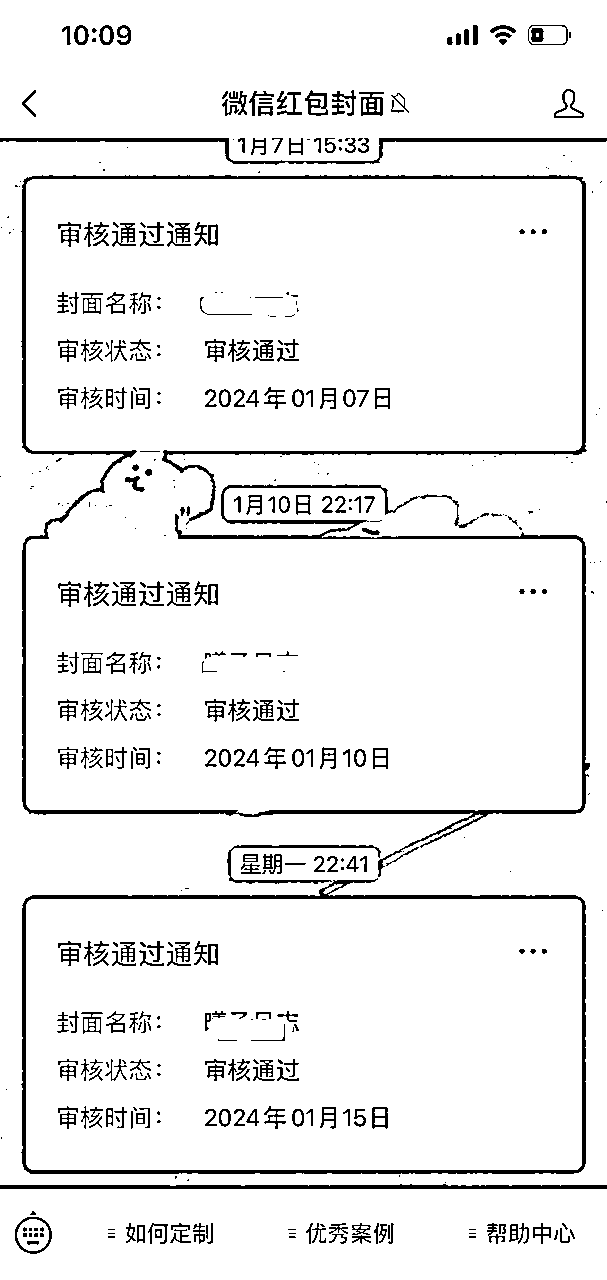 10:09
微信红包封面
1月7日 15:33
审核通过通知
封面名称：
审核状态： 审核通过
审核时间： 2024年01月07日
1月10日 22:17
审核通过通知
封面名称：
审核状态： 审核通过
审核时间： 2024年01月10日
星期一 22:41
审核通过通知
封面名称：
审核状态： 审核通过
审核时间： 2024年01月15日
如何定制 优秀案例 帮助中心